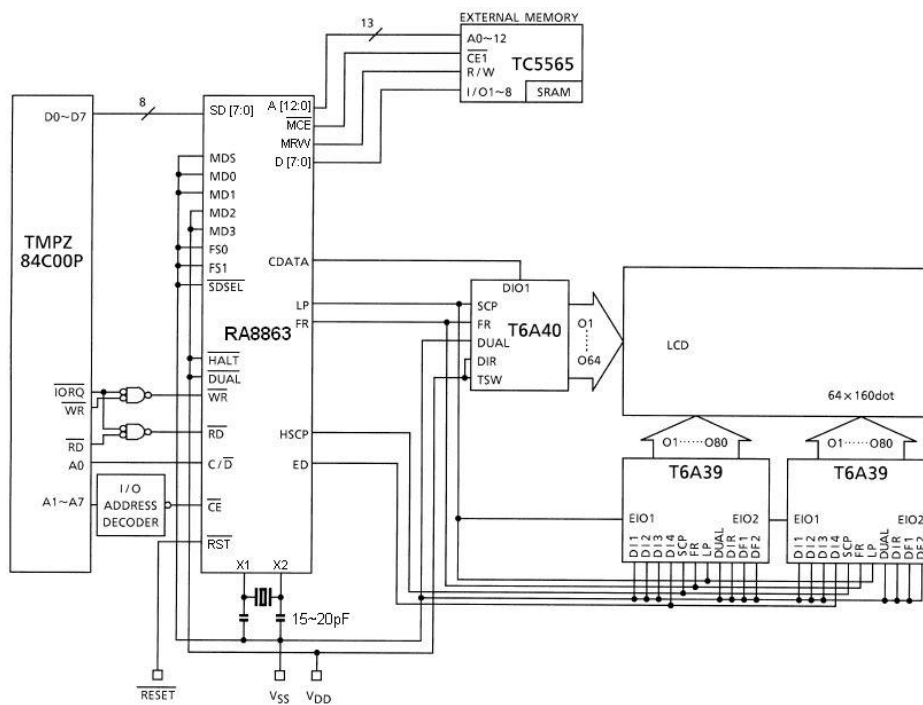 EXTERNAL MEMORY
13
A0~12
CE1
R/W
I/O1~8
TC5565
SRAM
TMPZ
84C00P
D0~D7
8
IORQ
WR
RD
A0
A1~A7
I/O
ADDRESS
DECODER
RA8863
SD [7:0]
MDS
MD0
MD1
MD2
MD3
FS0
FS1
SDSEL
HALT
DUAL
WR
RD
C/D
CE
RST
X1
X2
A [12:0]
MCE
MRW
D [7:0]
CDATA
LP
FR
HSCP
ED
15~20pF
RESET
VSS
VDD
DIO1
SCP
FR
DUAL
DIR
TSW
T6A40
O1
O64
LCD
64×160dot
O1······O80
T6A39
EIO1
EIO2
DI1
DI2
DI3
DI4
SCP
FR
LP
DUAL
DIR
DF1
DF2
O1······O80
T6A39
EIO1
EIO2
DI1
DI2
DI3
DI4
SCP
FR
LP
DUAL
DIR
DF1
DF2